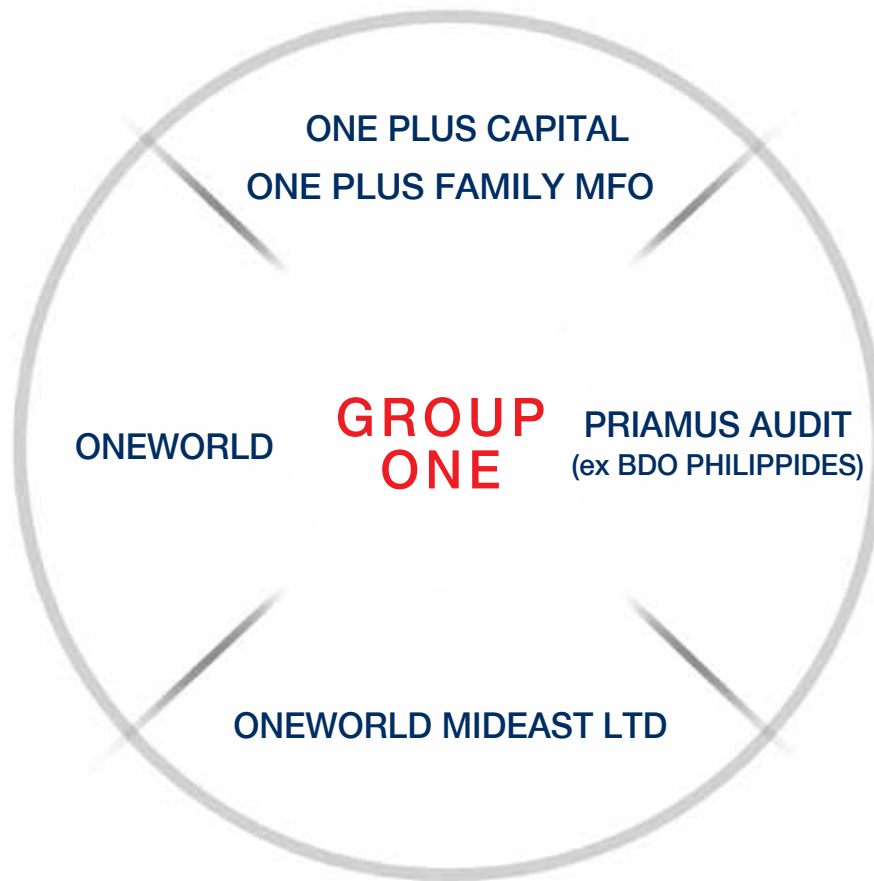 ONE PLUS CAPITAL
ONE PLUS FAMILY MFO
ONEWORLD
GROUP
ONE
PRIAMUS AUDIT
(ex BDO PHILIPPIDES)
ONEWORLD MIDEAST LTD